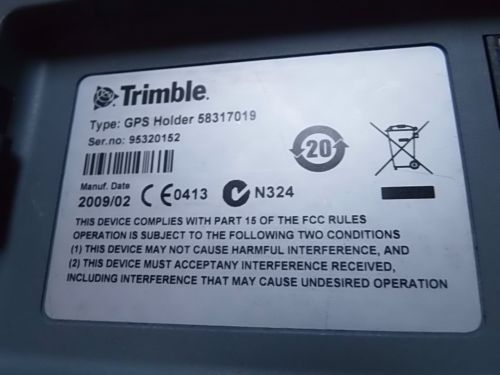 Trimble.
Type: GPS Holder 58317019
Ser.no: 95320152
20
Manuf. Date
2009/02 CE0413 N324
THIS DEVICE COMPLIES WITH PART 15 OF THE FCC RULES
OPERATION IS SUBJECT TO THE FOLLOWING TWO CONDITIONS
(1) THIS DEVICE MAY NOT CAUSE HARMFUL INTERFERENCE, AND
(2) THIS DEVICE MUST ACCEPTANY INTERFERENCE RECEIVED,
INCLUDING INTERFERENCE THAT MAY CAUSE UNDESIRED OPERATION